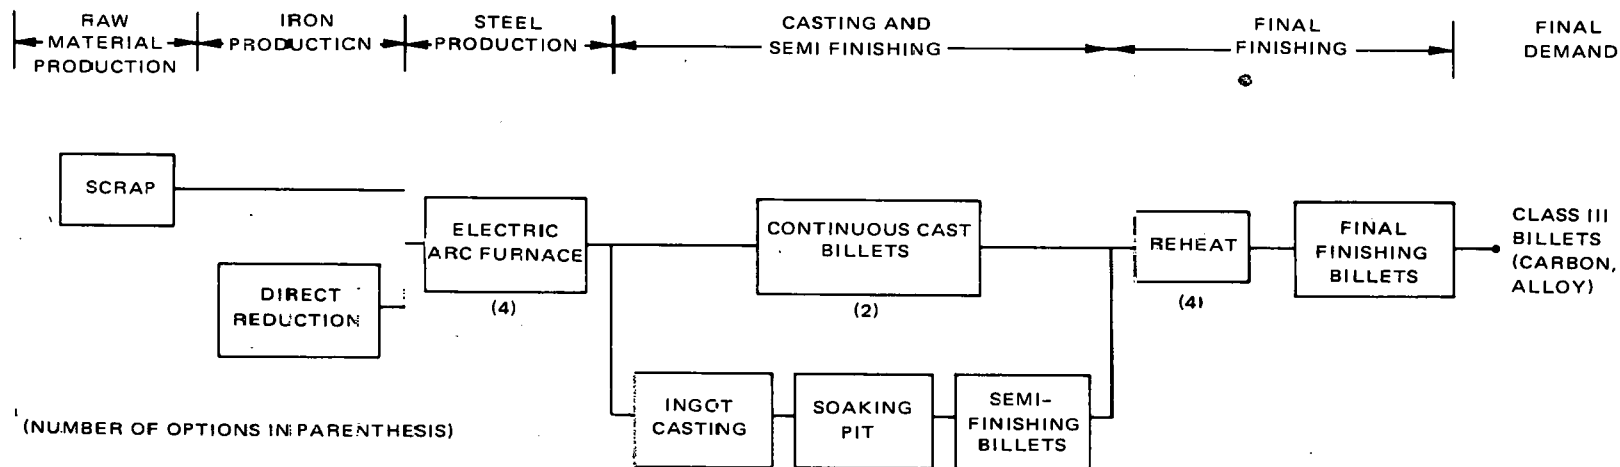 RAW
MATERIAL
PRODUCTION
IRON
PRODUCTION
STEEL
PRODUCTION
CASTING AND
SEMI FINISHING
FINAL
FINISHING
FINAL
DEMAND
SCRAP
DIRECT
REDUCTION
ELECTRIC
ARC FURNACE
(4)
CONTINUOUS CAST
BILLETS
(2)
INGOT
CASTING
SOAKING
PIT
SEMI-
FINISHING
BILLETS
REHEAT
(4)
FINAL
FINISHING
BILLETS
CLASS III
BILLETS
(CARBON,
ALLOY)
(NUMBER OF OPTIONS IN PARENTHESIS)